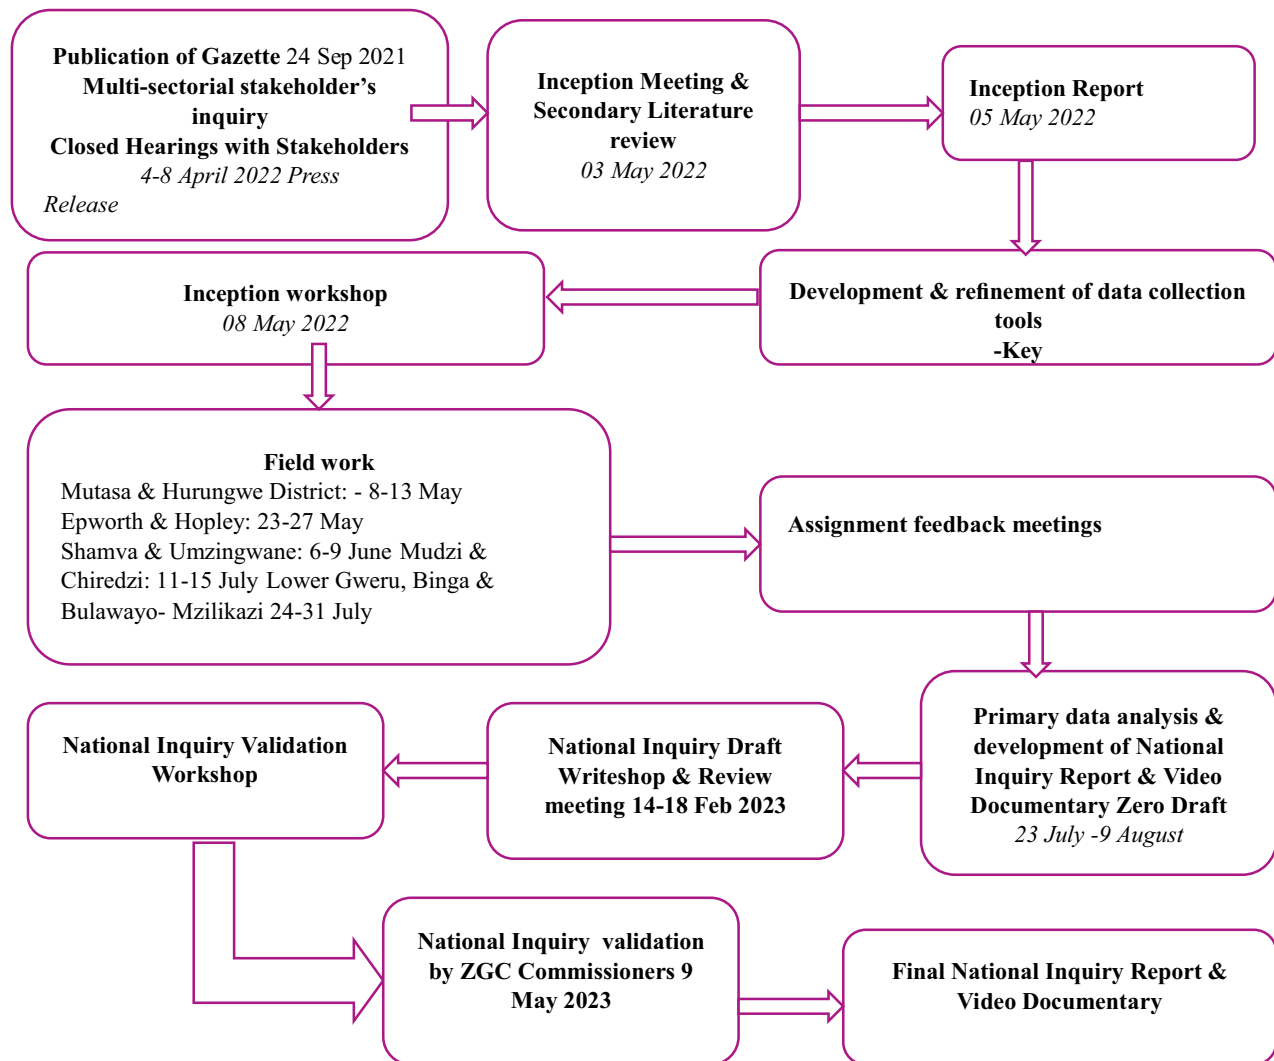 Publication of Gazette 24 Sep 2021
Multi-sectorial stakeholder’s
inquiry
Closed Hearings with Stakeholders
4-8 April 2022 Press
Release
Inception Meeting &
Secondary Literature
review
03 May 2022
Inception Report
05 May 2022
Development & refinement of data collection
tools
-Key
Inception workshop
08 May 2022
Field work
Mutasa & Hurungwe District: - 8-13 May
Epworth & Hopley: 23-27 May
Shamva & Umzingwane: 6-9 June Mudzi &
Chiredzi: 11-15 July Lower Gweru, Binga &
Bulawayo- Mzilikazi 24-31 July
Assignment feedback meetings
Primary data analysis &
development of National
Inquiry Report & Video
Documentary Zero Draft
23 July -9 August
National Inquiry Draft
Writeshop & Review
meeting 14-18 Feb 2023
National Inquiry Validation
Workshop
National Inquiry  validation
by ZGC Commissioners 9
May 2023
Final National Inquiry Report &
Video Documentary